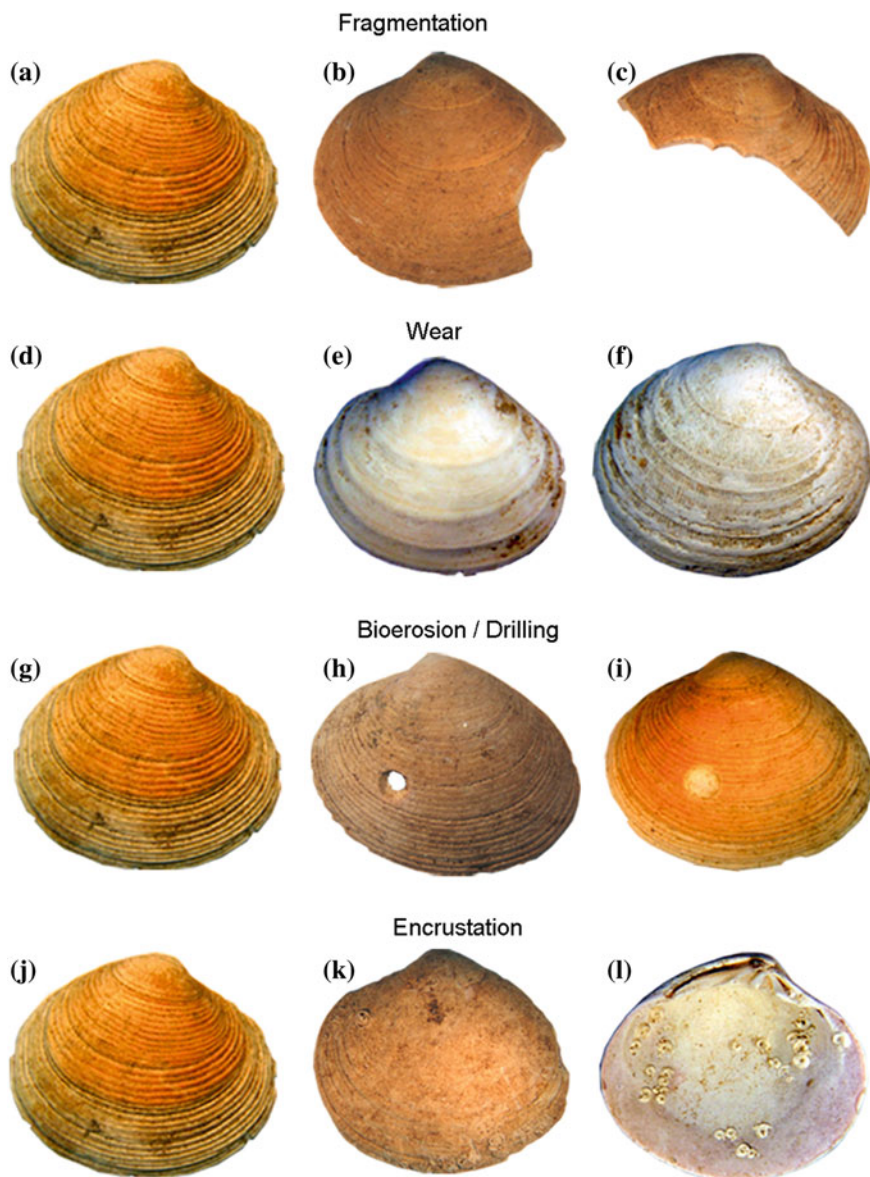 Fragmentation
(a) (b) (c)
Wear
(d) (e) (f)
Bioerosion / Drilling
(g) (h) (i)
Encrustation
(j) (k) (l)